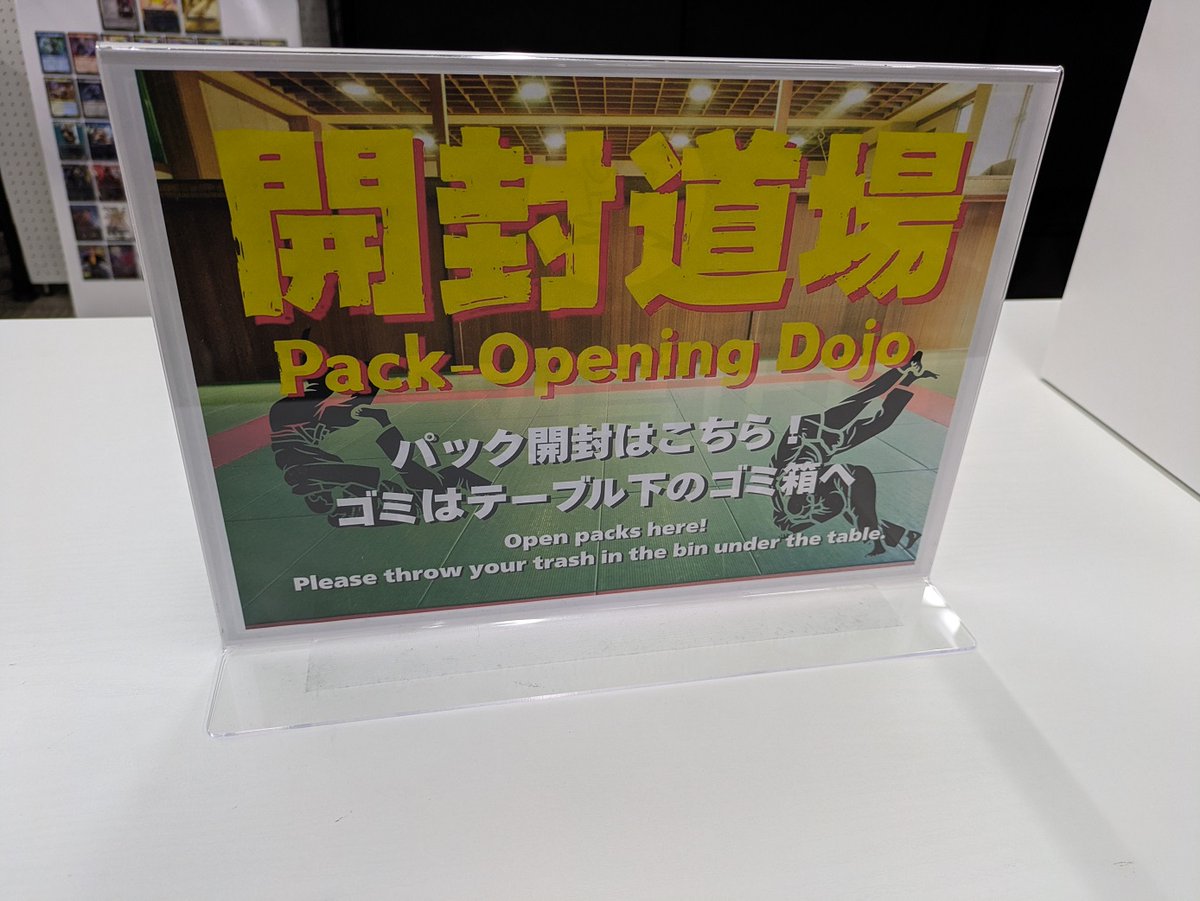 開封道場
Pack-Opening Dojo
パック開封はこちら！
ゴミはテーブル下のゴミ箱へ
Open packs here!
Please throw your trash in the bin under the table.